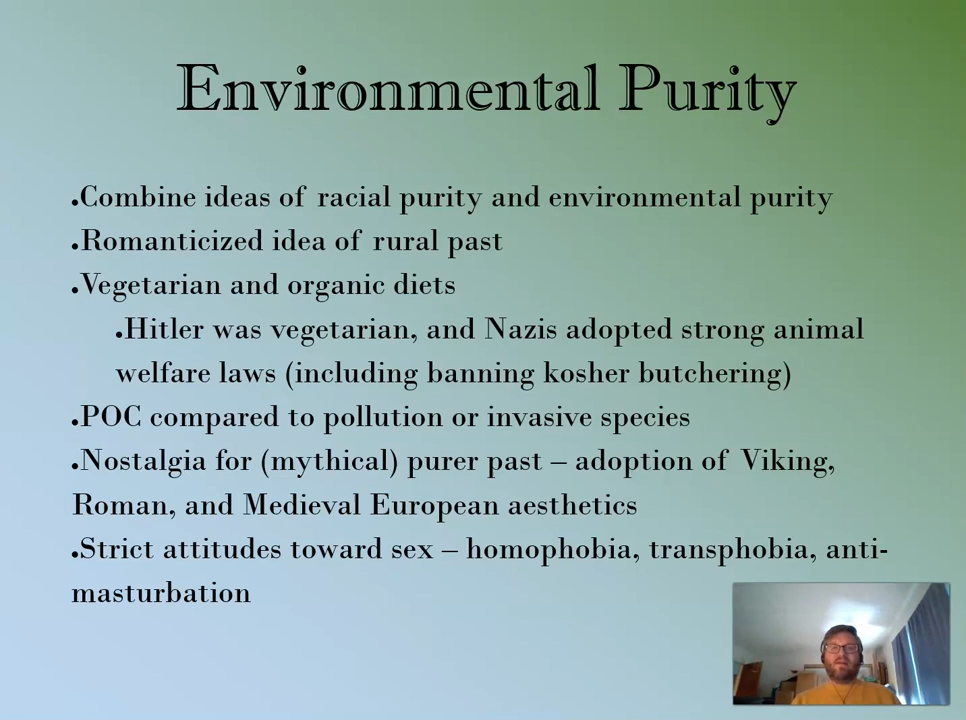 Environmental Purity
.Combine ideas of racial purity and environmental purity
.Romanticized idea of rural past
.Vegetarian and organic diets
.Hitler was vegetarian, and Nazis adopted strong animal
welfare laws (including banning kosher butchering)
.POC compared to pollution or invasive species
.Nostalgia for (mythical) purer past – adoption of Viking,
Roman, and Medieval European aesthetics
.Strict attitudes toward sex – homophobia, transphobia, anti-
masturbation